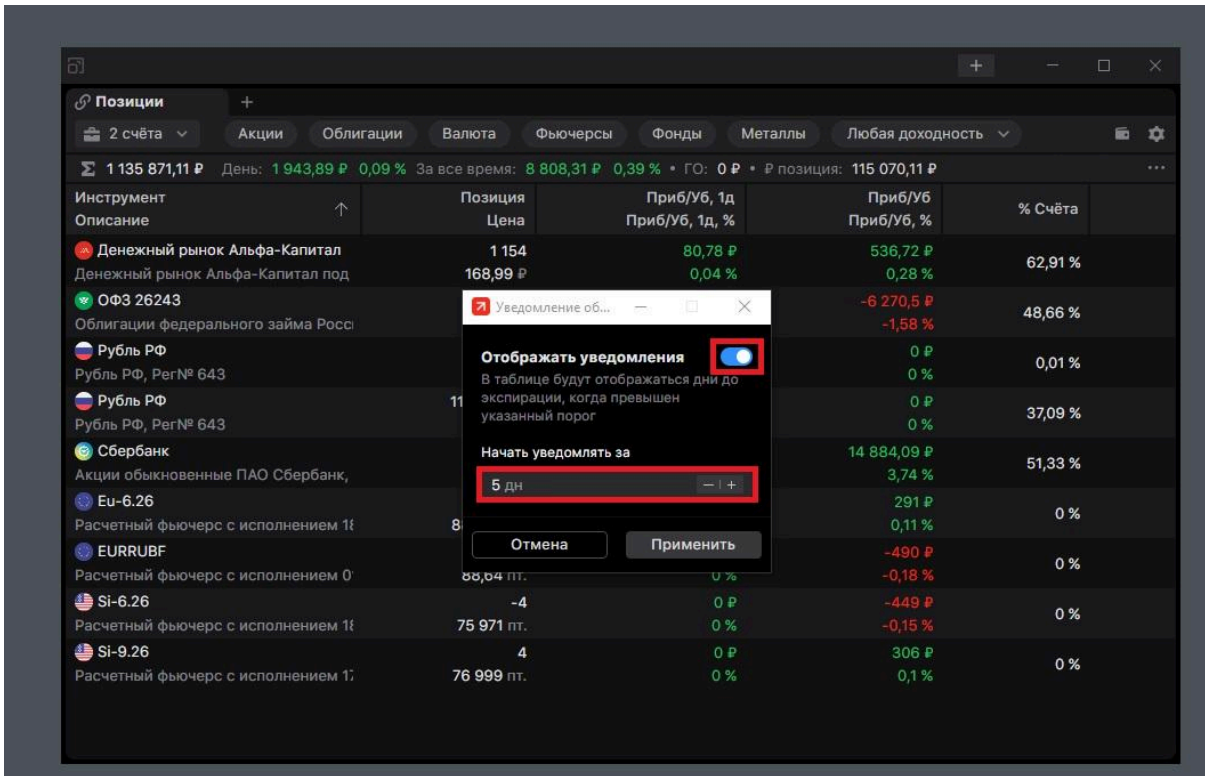 Позиции
2 счёта Акции Облигации Валюта Фьючерсы Фонды Металлы Любая доходность
Σ 1 135 871,11 ₽ День: 1 943,89 ₽ 0,09 % За все время: 8 808,31 ₽ 0,39 % • ГО: 0 ₽ • ₽ позиция: 115 070,11 ₽
Инструмент Позиция Приб/Уб, 1д Приб/Уб % Счёта
Описание Цена Приб/Уб, 1д, % Приб/Уб, %
Денежный рынок Альфа-Капитал 1 154 80,78 ₽ 536,72 ₽ 62,91 %
Денежный рынок Альфа-Капитал под 168,99 ₽ 0,04 % 0,28 %
ОФЗ 26243 -6 270,5 ₽ 48,66 %
Облигации федерального займа Росс -1,58 %
Уведомление об...
Рубль РФ 0 ₽ 0,01 %
Рубль РФ, Рег№ 643 0 %
Рубль РФ 11 0 ₽ 37,09 %
Рубль РФ, Рег№ 643 0 %
Отображать уведомления
В таблице будут отображаться дни до
экспирации, когда превышен
указанный порог
Сбербанк 14 884,09 ₽ 51,33 %
Акции обыкновенные ПАО Сбербанк, 3,74 %
Начать уведомлять за
5 дн − | +
Eu-6.26 291 ₽ 0 %
Расчетный фьючерс с исполнением 18 8 0,11 %
Отмена Применить
EURRUBF -490 ₽ 0 %
Расчетный фьючерс с исполнением 0 88,64 пт. 0 % -0,18 %
Si-6.26 -4 0 ₽ -449 ₽ 0 %
Расчетный фьючерс с исполнением 18 75 971 пт. 0 % -0,15 %
Si-9.26 4 0 ₽ 306 ₽ 0 %
Расчетный фьючерс с исполнением 17 76 999 пт. 0 % 0,1 %